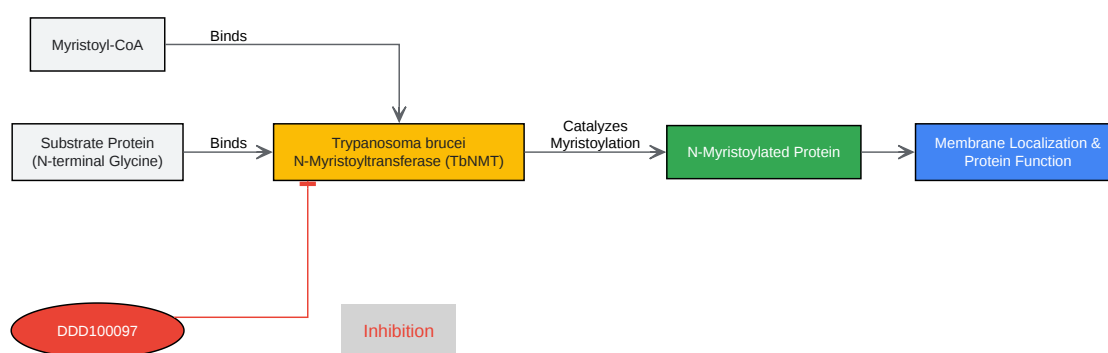 Myristoyl-CoA
Binds
Substrate Protein
(N-terminal Glycine)
Binds
Trypanosoma brucei
N-Myristoyltransferase (TbNMT)
Catalyzes
Myristoylation
N-Myristoylated Protein
Membrane Localization &
Protein Function
DDD100097
Inhibition